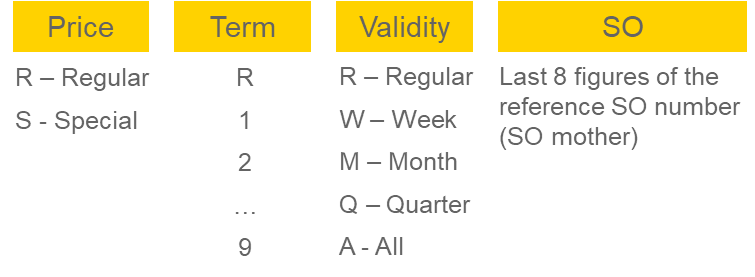 Price
Term
Validity
SO
R – Regular
S - Special
R
1
2
...
9
R – Regular
W – Week
M – Month
Q – Quarter
A - All
Last 8 figures of the
reference SO number
(SO mother)